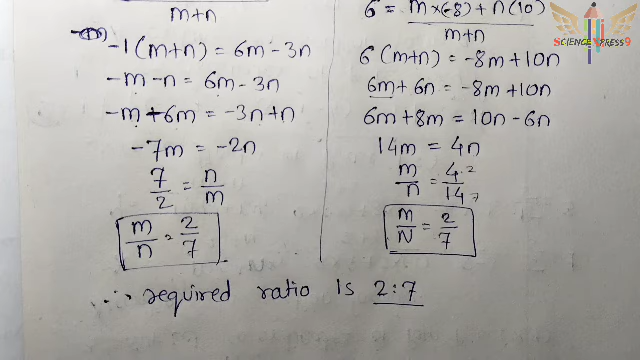 m+n
-1(m+n) = 6m-3n
-m-n = 6m-3n
-m+6m = -3n+n
-7m = -2n
7/2 = n/m
m/n = 2/7
6 = m×(-8)+n(10)
m+n
6(m+n) = -8m+10n
6m+6n = -8m+10n
6m+8m = 10n-6n
14m = 4n
m/n = 4/14 2 7
M/N = 2/7
∴ required ratio is 2:7
SCIENCE XPRESS9